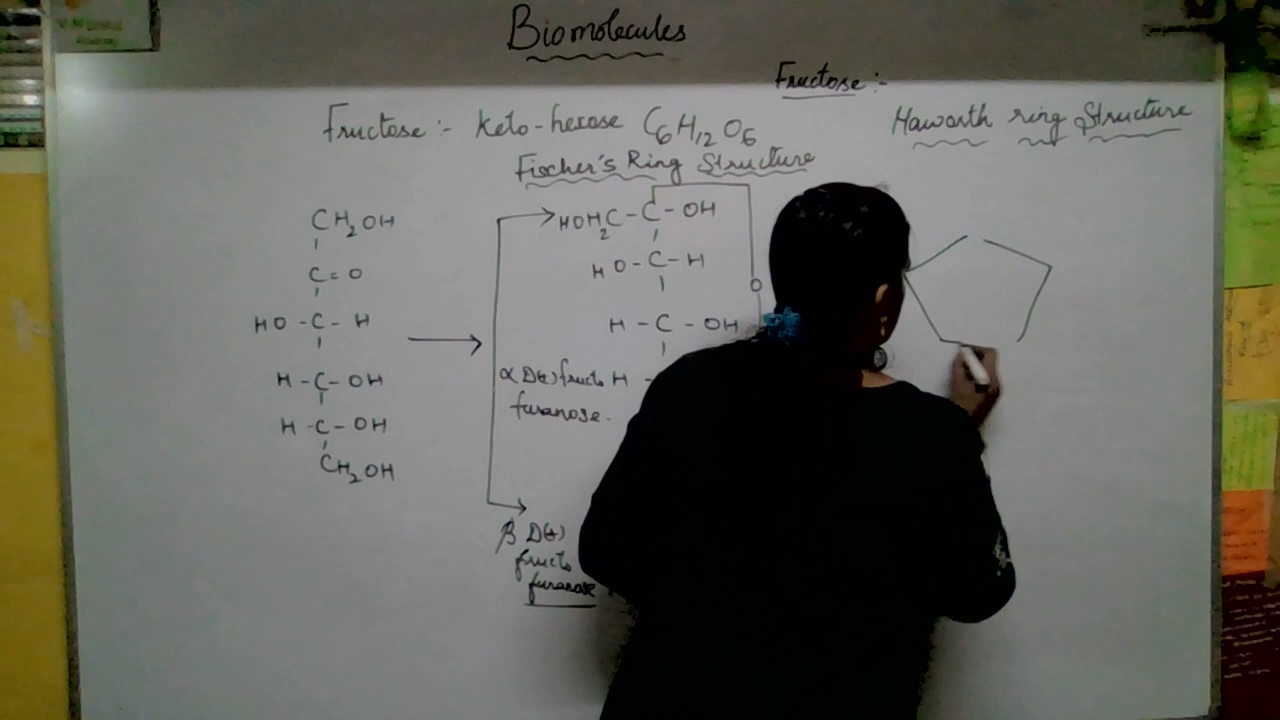 Biomolecules
Fructose :-
Fructose :- Keto-hexose C6H12O6
Haworth ring Structure
Fischer's Ring Structure
CH2OH
C=O
HO-C-H
H-C-OH
H-C-OH
CH2OH
HOH2C-C-OH
HO-C-H
O
H-C-OH
H-
α D(+) fructo
furanose.
β D(+)
fructo
furanose